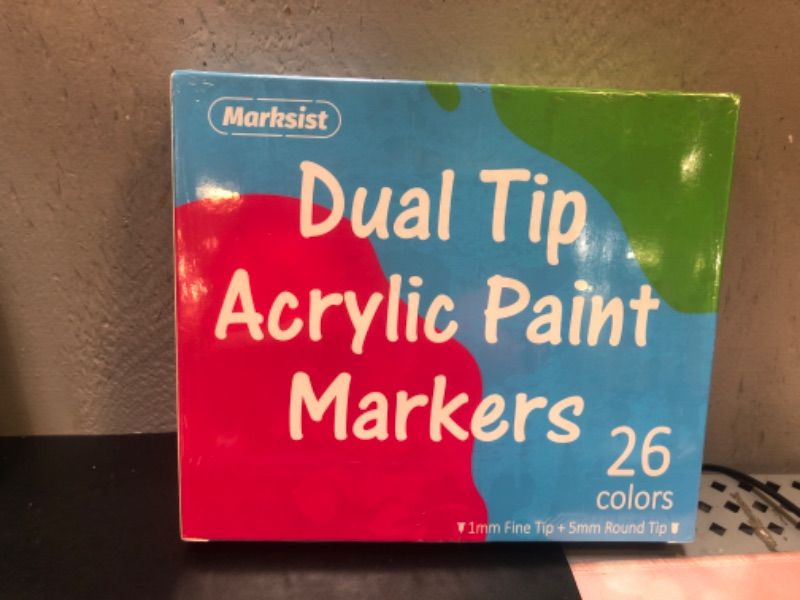 Marksist
Dual Tip
Acrylic Paint
Markers
26
colors
1mm Fine Tip + 5mm Round Tip